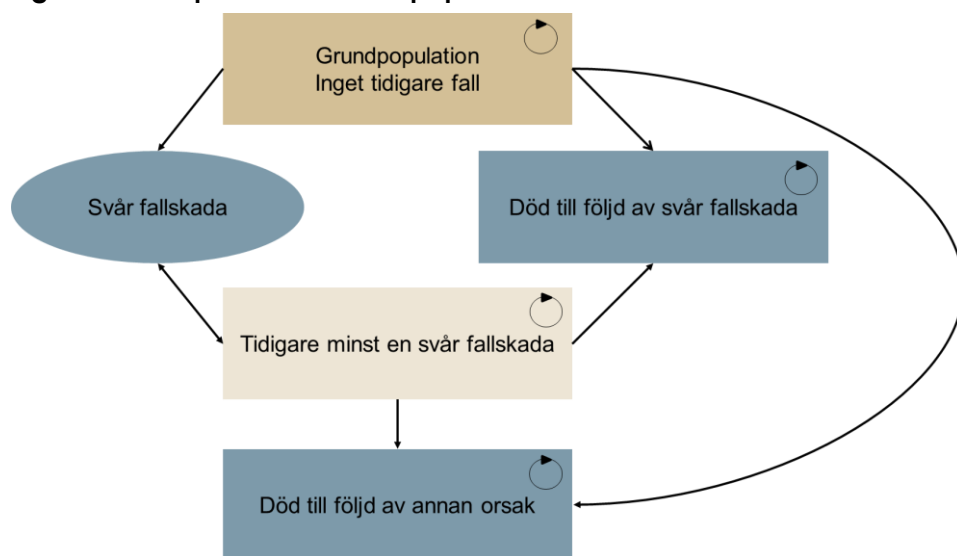 Grundpopulation
Inget tidigare fall
Svår fallskada
Död till följd av svår fallskada
Tidigare minst en svår fallskada
Död till följd av annan orsak